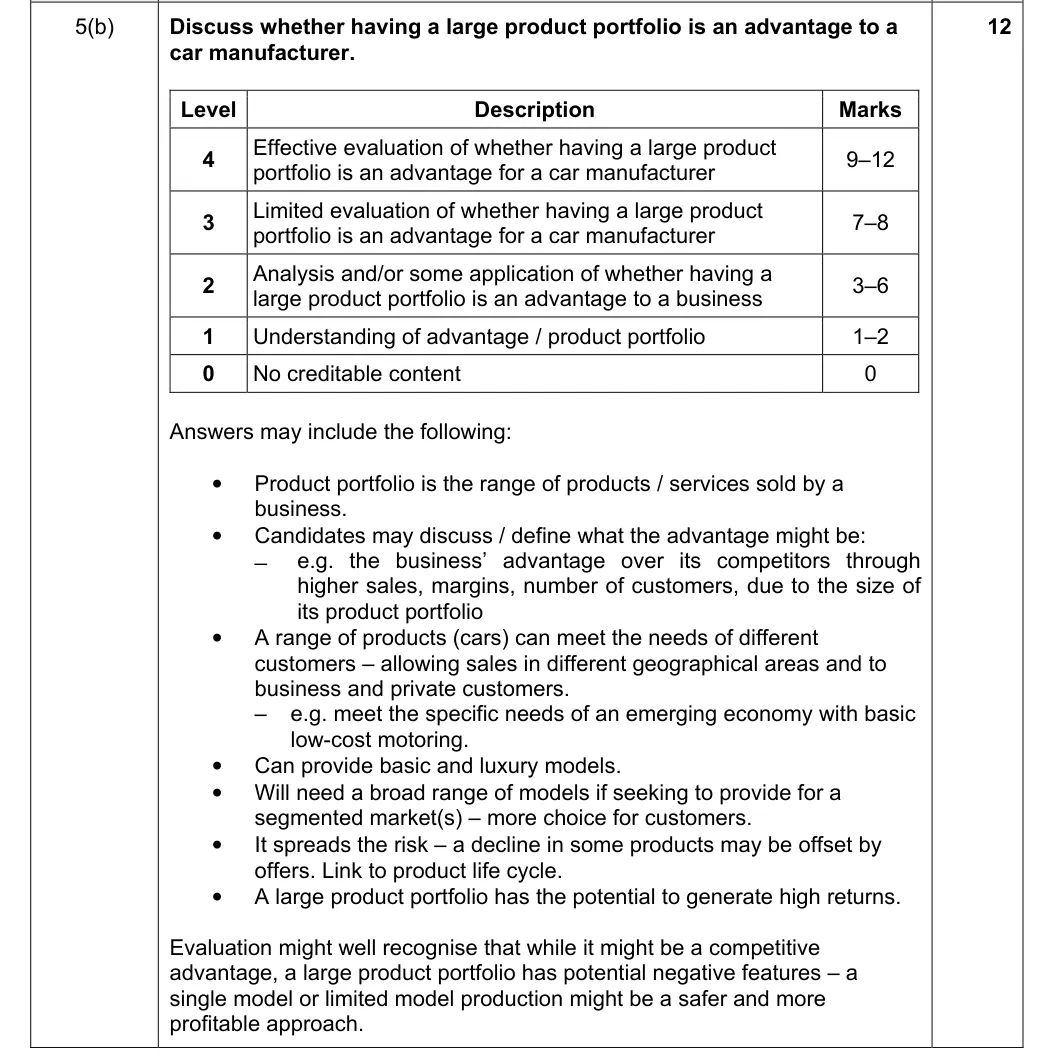 5(b)
Discuss whether having a large product portfolio is an advantage to a
car manufacturer.
12
Level Description Marks
4 Effective evaluation of whether having a large product
portfolio is an advantage for a car manufacturer 9–12
3 Limited evaluation of whether having a large product
portfolio is an advantage for a car manufacturer 7–8
2 Analysis and/or some application of whether having a
large product portfolio is an advantage to a business 3–6
1 Understanding of advantage / product portfolio 1–2
0 No creditable content 0
Answers may include the following:
• Product portfolio is the range of products / services sold by a
business.
• Candidates may discuss / define what the advantage might be:
– e.g. the business’ advantage over its competitors through
higher sales, margins, number of customers, due to the size of
its product portfolio
• A range of products (cars) can meet the needs of different
customers – allowing sales in different geographical areas and to
business and private customers.
– e.g. meet the specific needs of an emerging economy with basic
low-cost motoring.
• Can provide basic and luxury models.
• Will need a broad range of models if seeking to provide for a
segmented market(s) – more choice for customers.
• It spreads the risk – a decline in some products may be offset by
offers. Link to product life cycle.
• A large product portfolio has the potential to generate high returns.
Evaluation might well recognise that while it might be a competitive
advantage, a large product portfolio has potential negative features – a
single model or limited model production might be a safer and more
profitable approach.